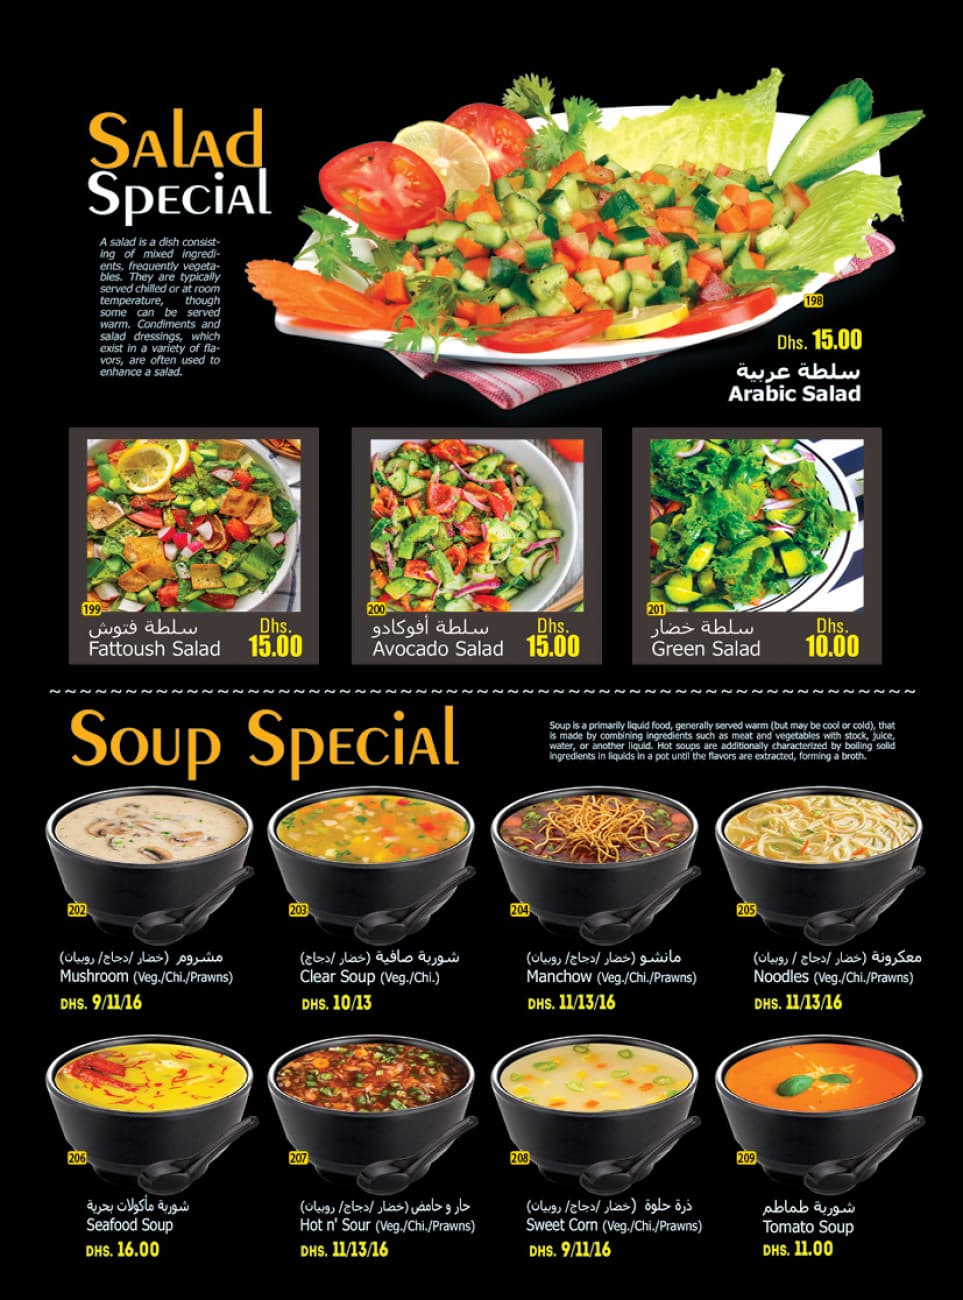 Salad
Special
A salad is a dish consist-
ing of mixed ingredi-
ents, frequently vegeta-
bles. They are typically
served chilled or at room
temperature, though
some can be served
warm. Condiments and
salad dressings, which
exist in a variety of fla-
vors, are often used to
enhance a salad.
198
Dhs. 15.00
سلطة عربية
Arabic Salad
199
سلطة فتوش
Fattoush Salad
Dhs.
15.00
200
سلطة أفوكادو
Avocado Salad
Dhs.
15.00
201
سلطة خضار
Green Salad
Dhs.
10.00
Soup Special
Soup is a primarily liquid food, generally served warm (but may be cool or cold), that
is made by combining ingredients such as meat and vegetables with stock, juice,
water, or another liquid. Hot soups are additionally characterized by boiling solid
ingredients in liquids in a pot until the flavors are extracted, forming a broth.
202
مشروم (خضار /دجاج/ روبيان)
Mushroom (Veg./Chi./Prawns)
DHS. 9/11/16
203
شوربة صافية (خضار /دجاج)
Clear Soup (Veg./Chi.)
DHS. 10/13
204
مانشو (خضار /دجاج/ روبيان)
Manchow (Veg./Chi./Prawns)
DHS. 11/13/16
205
معكرونة (خضار /دجاج/ روبيان)
Noodles (Veg./Chi./Prawns)
DHS. 11/13/16
206
شوربة مأكولات بحرية
Seafood Soup
DHS. 16.00
207
حار و حامض (خضار /دجاج/ روبيان)
Hot n' Sour (Veg./Chi./Prawns)
DHS. 11/13/16
208
ذرة حلوة (خضار /دجاج/ روبيان)
Sweet Corn (Veg./Chi./Prawns)
DHS. 9/11/16
209
شوربة طماطم
Tomato Soup
DHS. 11.00